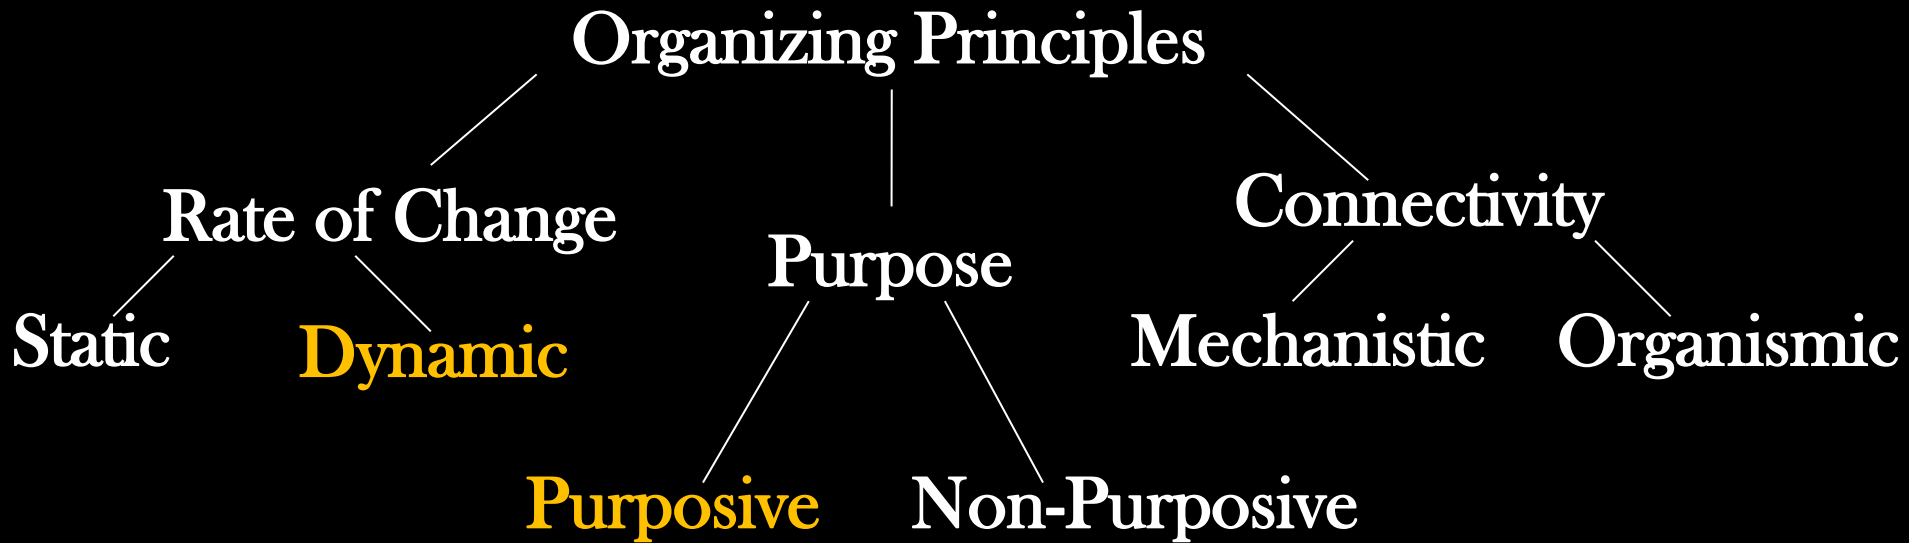 Organizing Principles
Rate of Change
Purpose
Connectivity
Static
Dynamic
Mechanistic
Organismic
Purposive
Non-Purposive